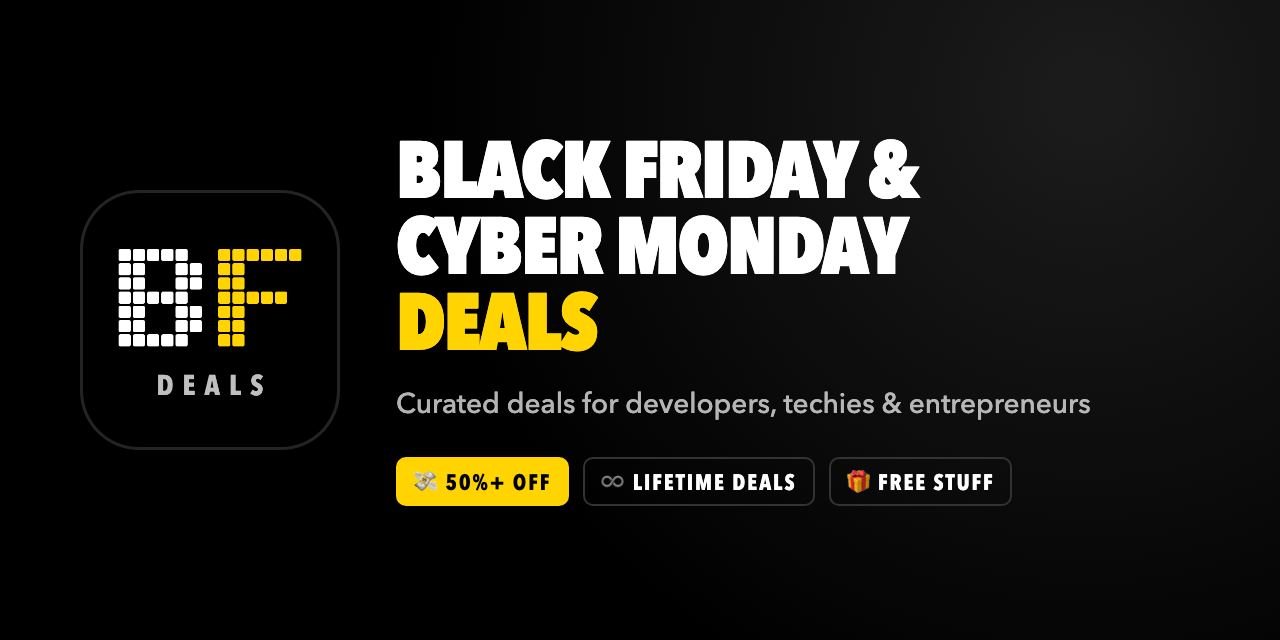 BF
DEALS
BLACK FRIDAY &
CYBER MONDAY
DEALS
Curated deals for developers, techies & entrepreneurs
💸 50%+ OFF
∞ LIFETIME DEALS
🎁 FREE STUFF